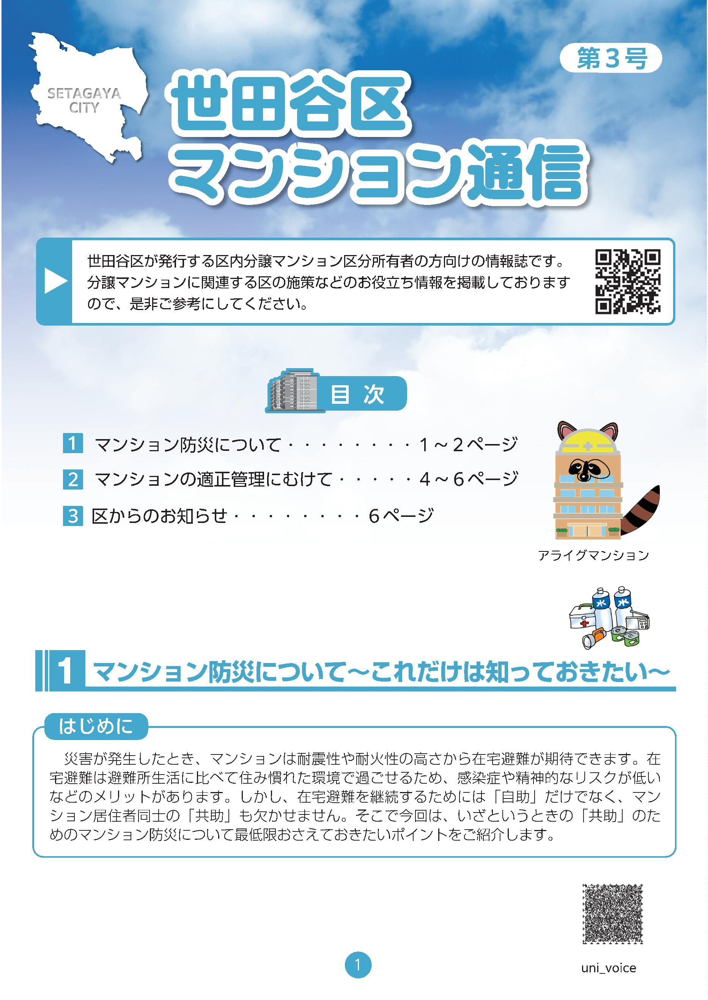 第３号
SETAGAYA
CITY
世田谷区
マンション通信
世田谷区が発行する区内分譲マンション区分所有者の方向けの情報誌です。
分譲マンションに関連する区の施策などのお役立ち情報を掲載しております
ので、是非ご参考にしてください。
目 次
1 マンション防災について・・・・・・・・１～２ページ
2 マンションの適正管理にむけて・・・・・４～６ページ
3 区からのお知らせ・・・・・・・・６ページ
アライグマンション
水 水
1 マンション防災について～これだけは知っておきたい～
はじめに
　災害が発生したとき、マンションは耐震性や耐火性の高さから在宅避難が期待できます。在
宅避難は避難所生活に比べて住み慣れた環境で過ごせるため、感染症や精神的なリスクが低い
などのメリットがあります。しかし、在宅避難を継続するためには「自助」だけでなく、マン
ション居住者同士の「共助」も欠かせません。そこで今回は、いざというときの「共助」のた
めのマンション防災について最低限おさえておきたいポイントをご紹介します。
1
uni_voice